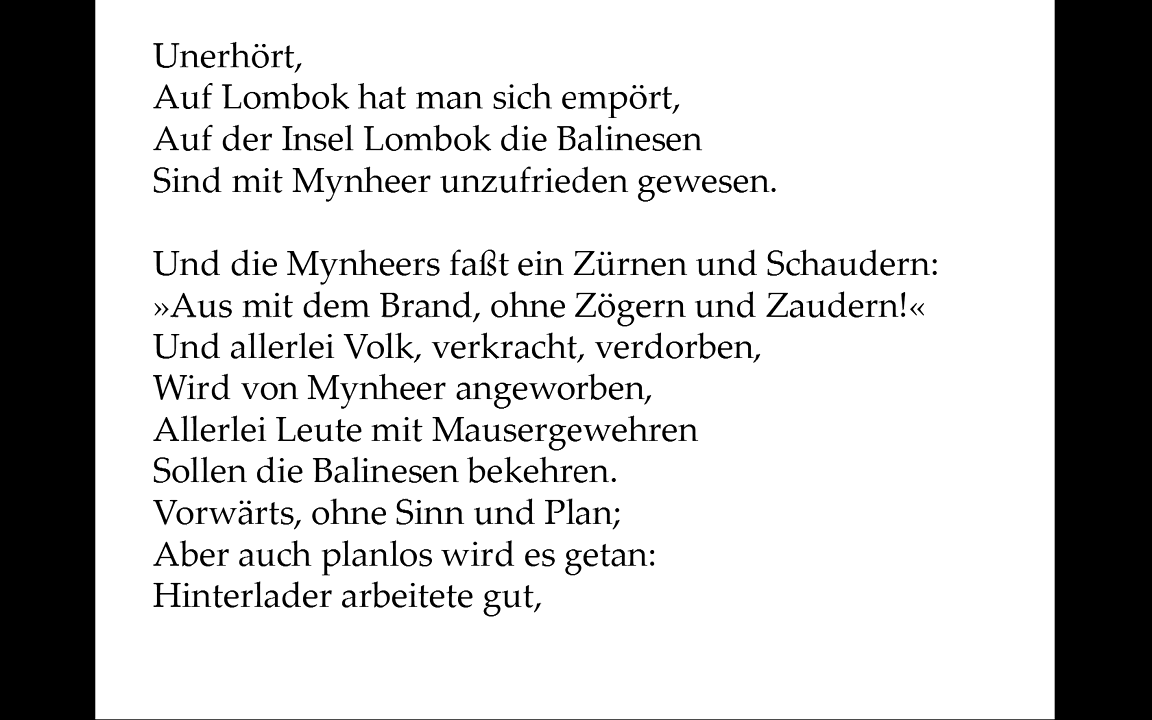 Unerhört,
Auf Lombok hat man sich empört,
Auf der Insel Lombok die Balinesen
Sind mit Mynheer unzufrieden gewesen.
Und die Mynheers faßt ein Zürnen und Schaudern:
»Aus mit dem Brand, ohne Zögern und Zaudern!«
Und allerlei Volk, verkracht, verdorben,
Wird von Mynheer angeworben,
Allerlei Leute mit Mausergewehren
Sollen die Balinesen bekehren.
Vorwärts, ohne Sinn und Plan;
Aber auch planlos wird es getan:
Hinterlader arbeitete gut,